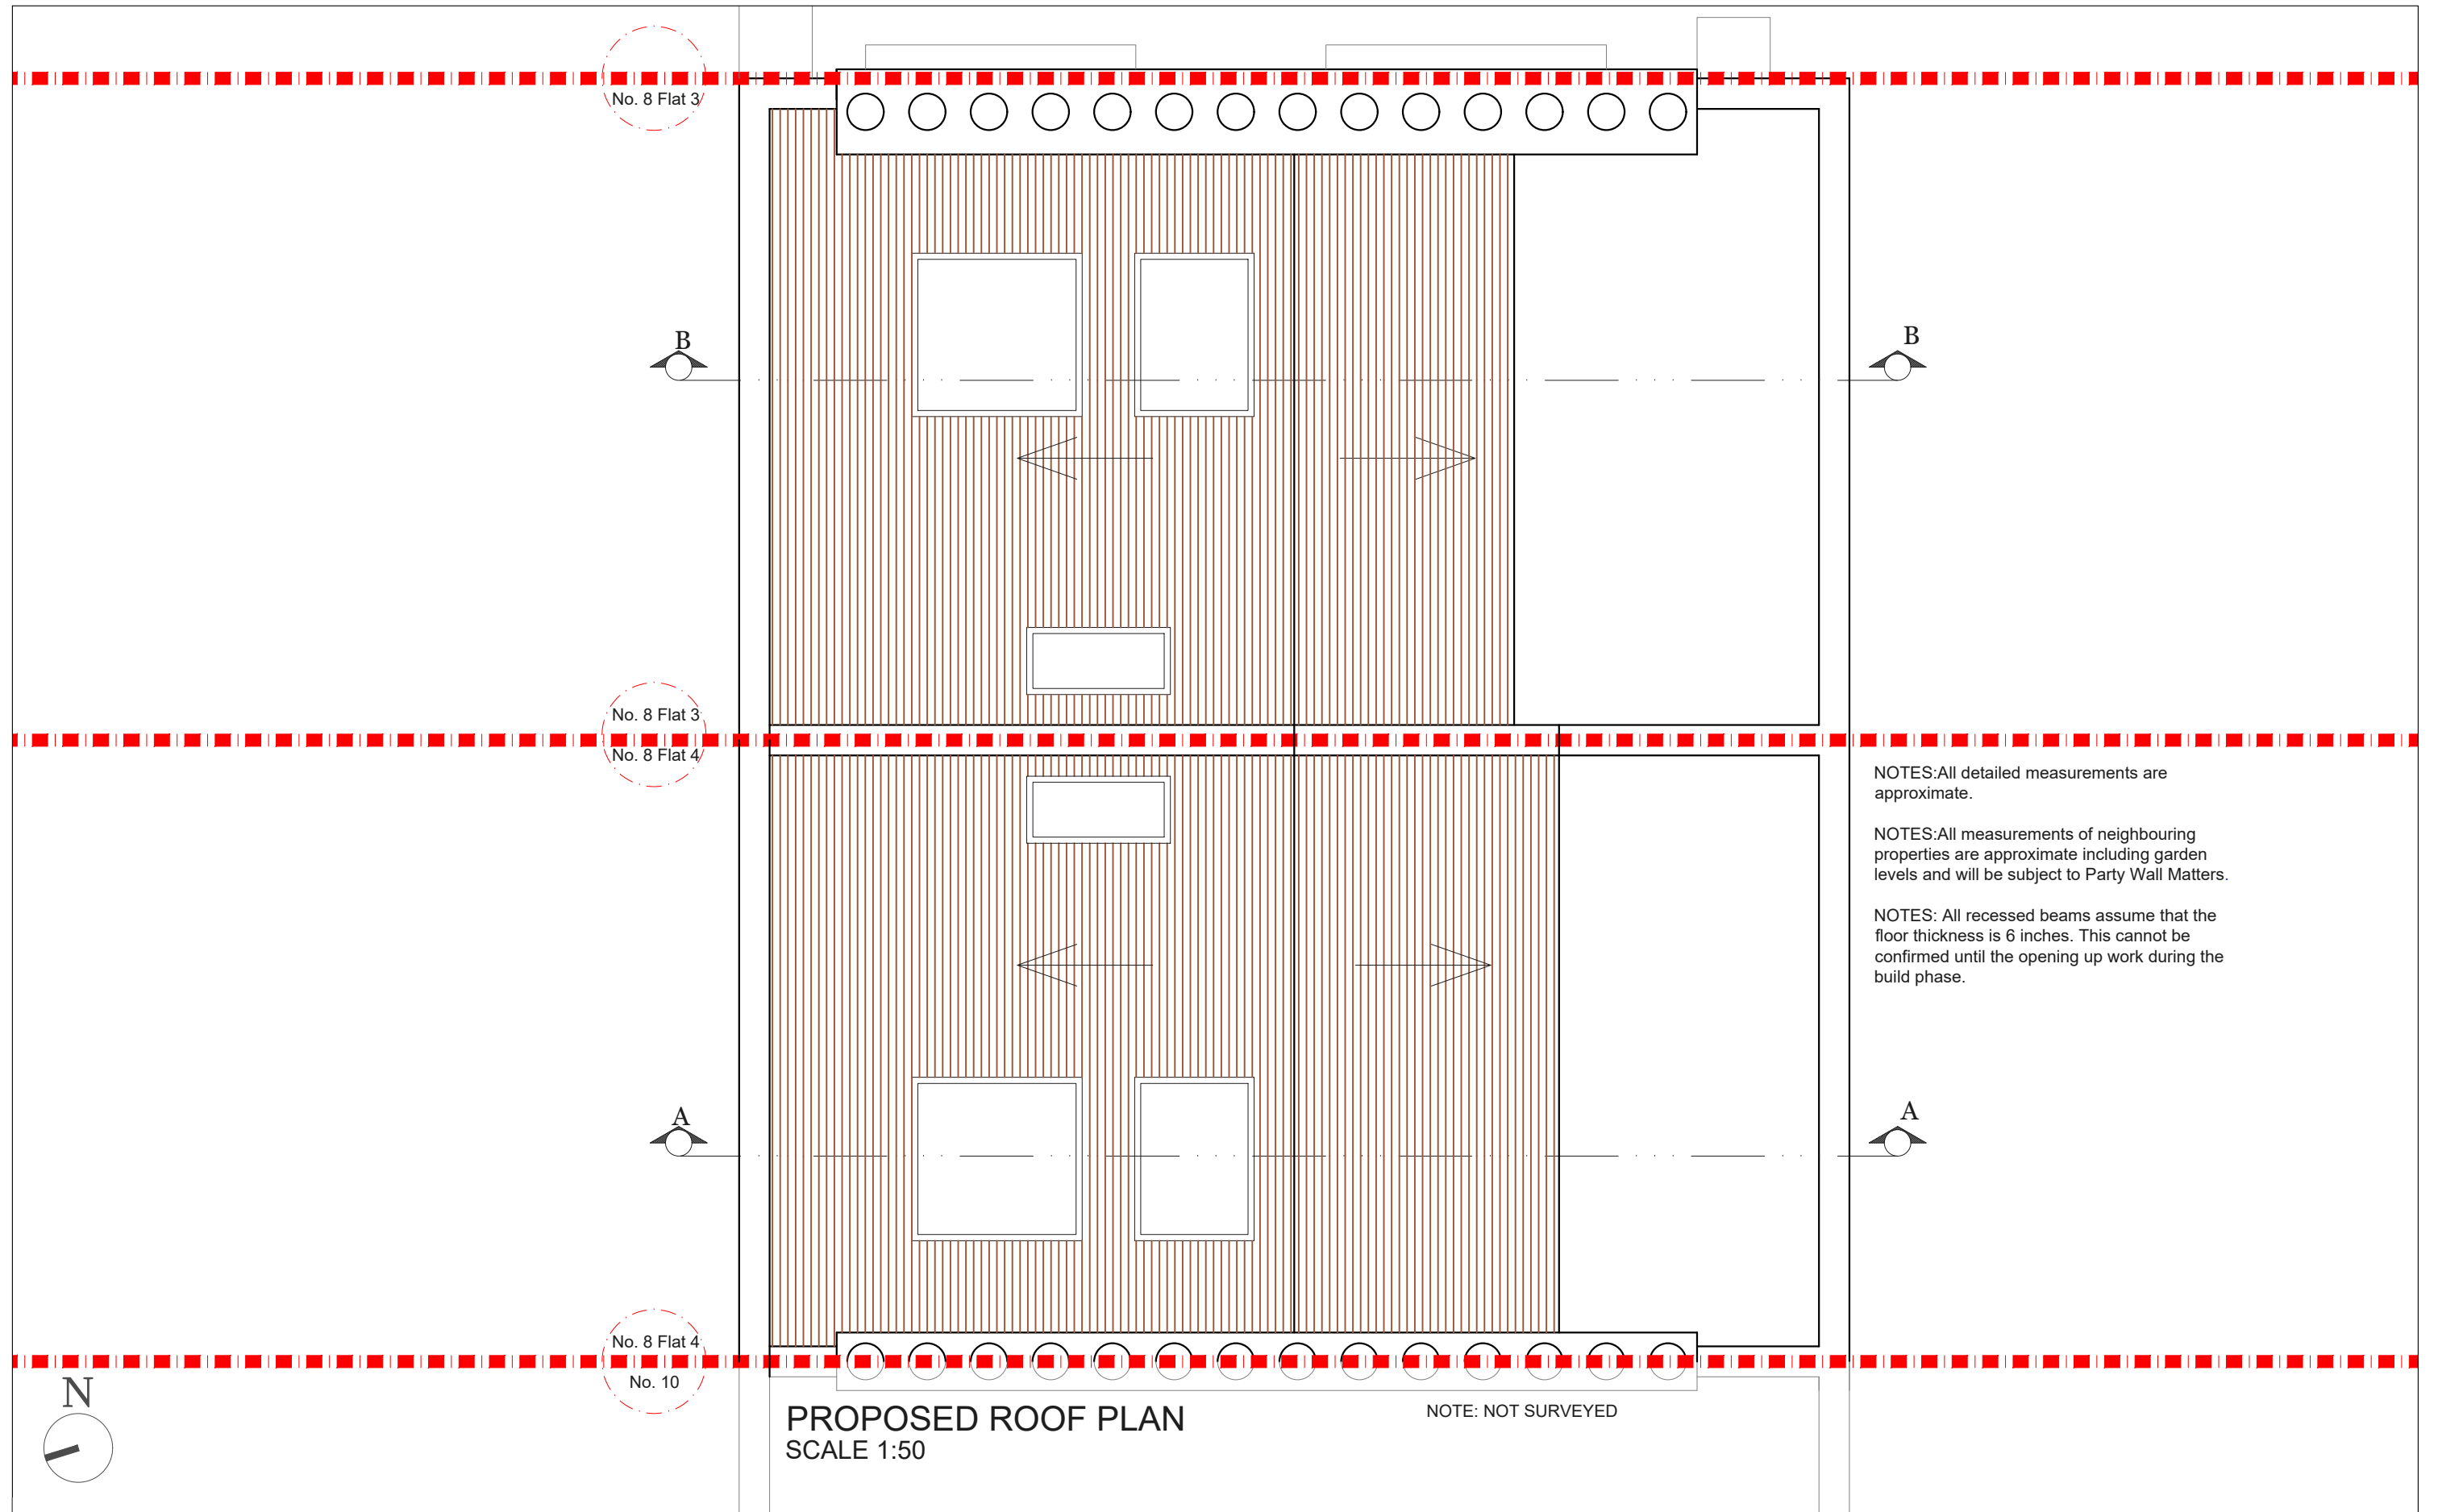 No. 8 Flat 3
B
B
No. 8 Flat 3
No. 8 Flat 4
NOTES:All detailed measurements are
approximate.
NOTES:All measurements of neighbouring
properties are approximate including garden
levels and will be subject to Party Wall Matters.
NOTES: All recessed beams assume that the
floor thickness is 6 inches. This cannot be
confirmed until the opening up work during the
build phase.
A
A
No. 8 Flat 4
No. 10
N
PROPOSED ROOF PLAN
SCALE 1:50
NOTE: NOT SURVEYED